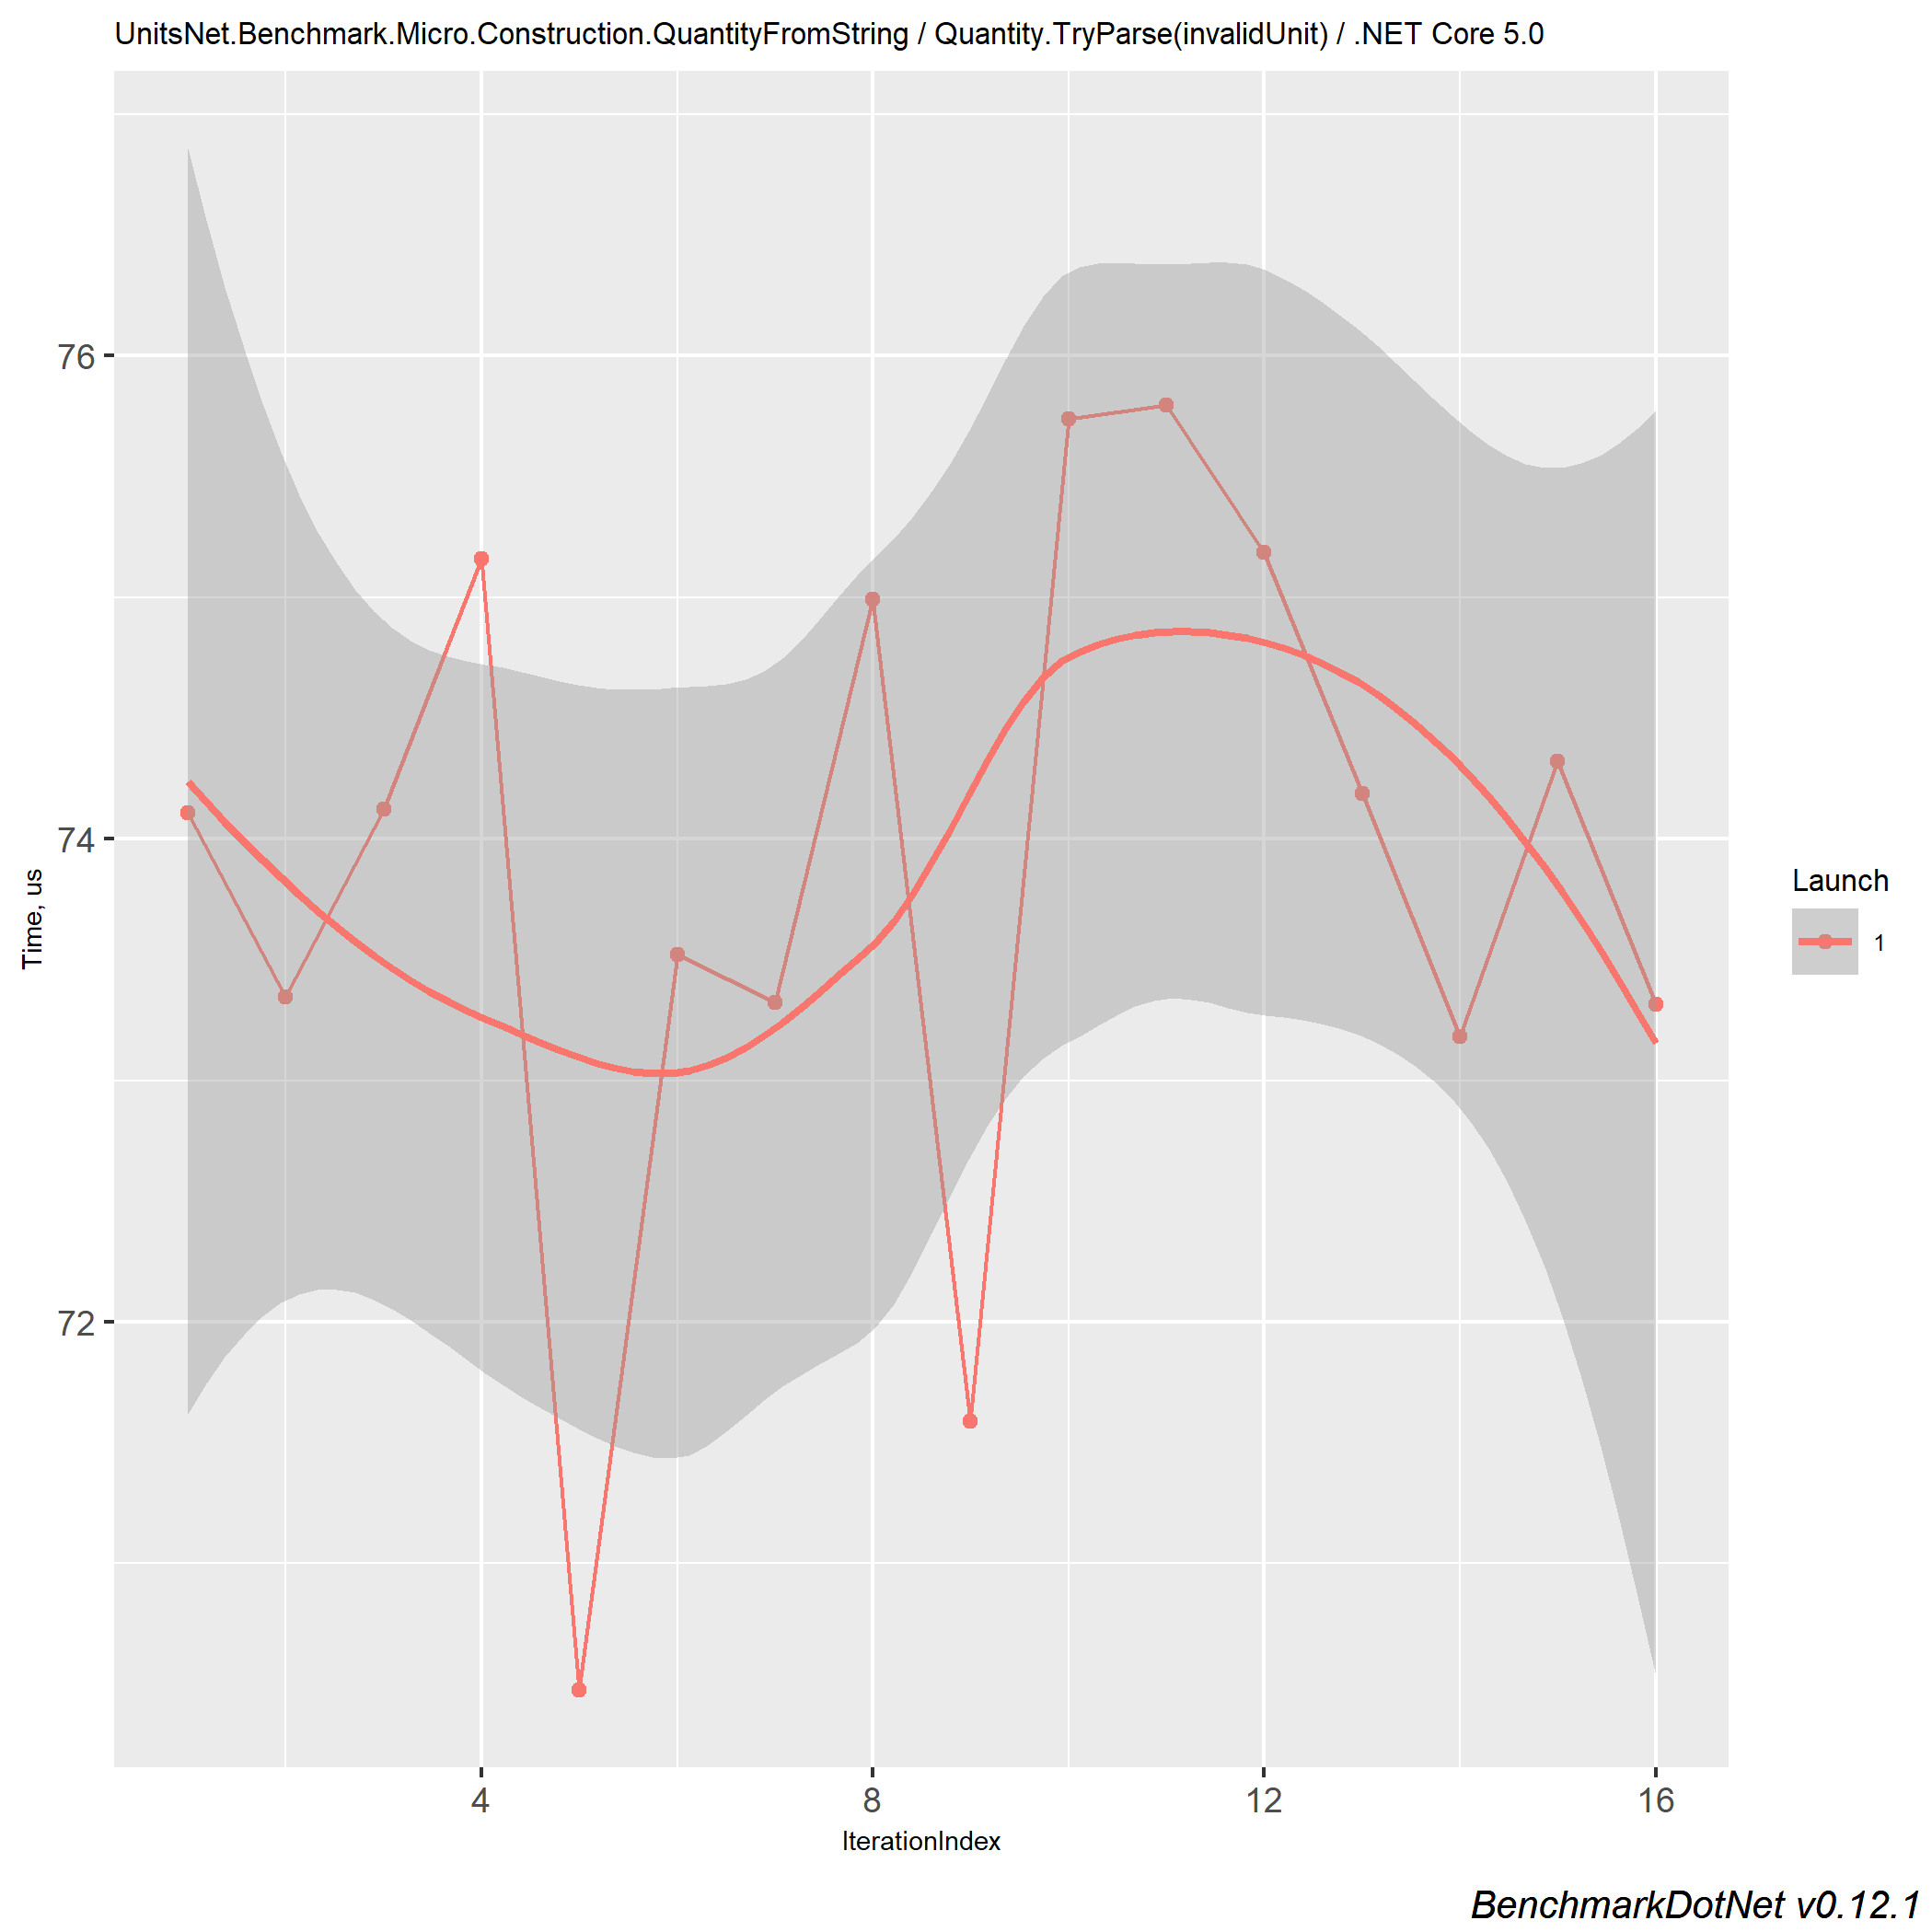 UnitsNet.Benchmark.Micro.Construction.QuantityFromString / Quantity.TryParse(invalidUnit) / .NET Core 5.0
76
74
72
Time, us
4 8 12 16
IterationIndex
Launch
1
BenchmarkDotNet v0.12.1